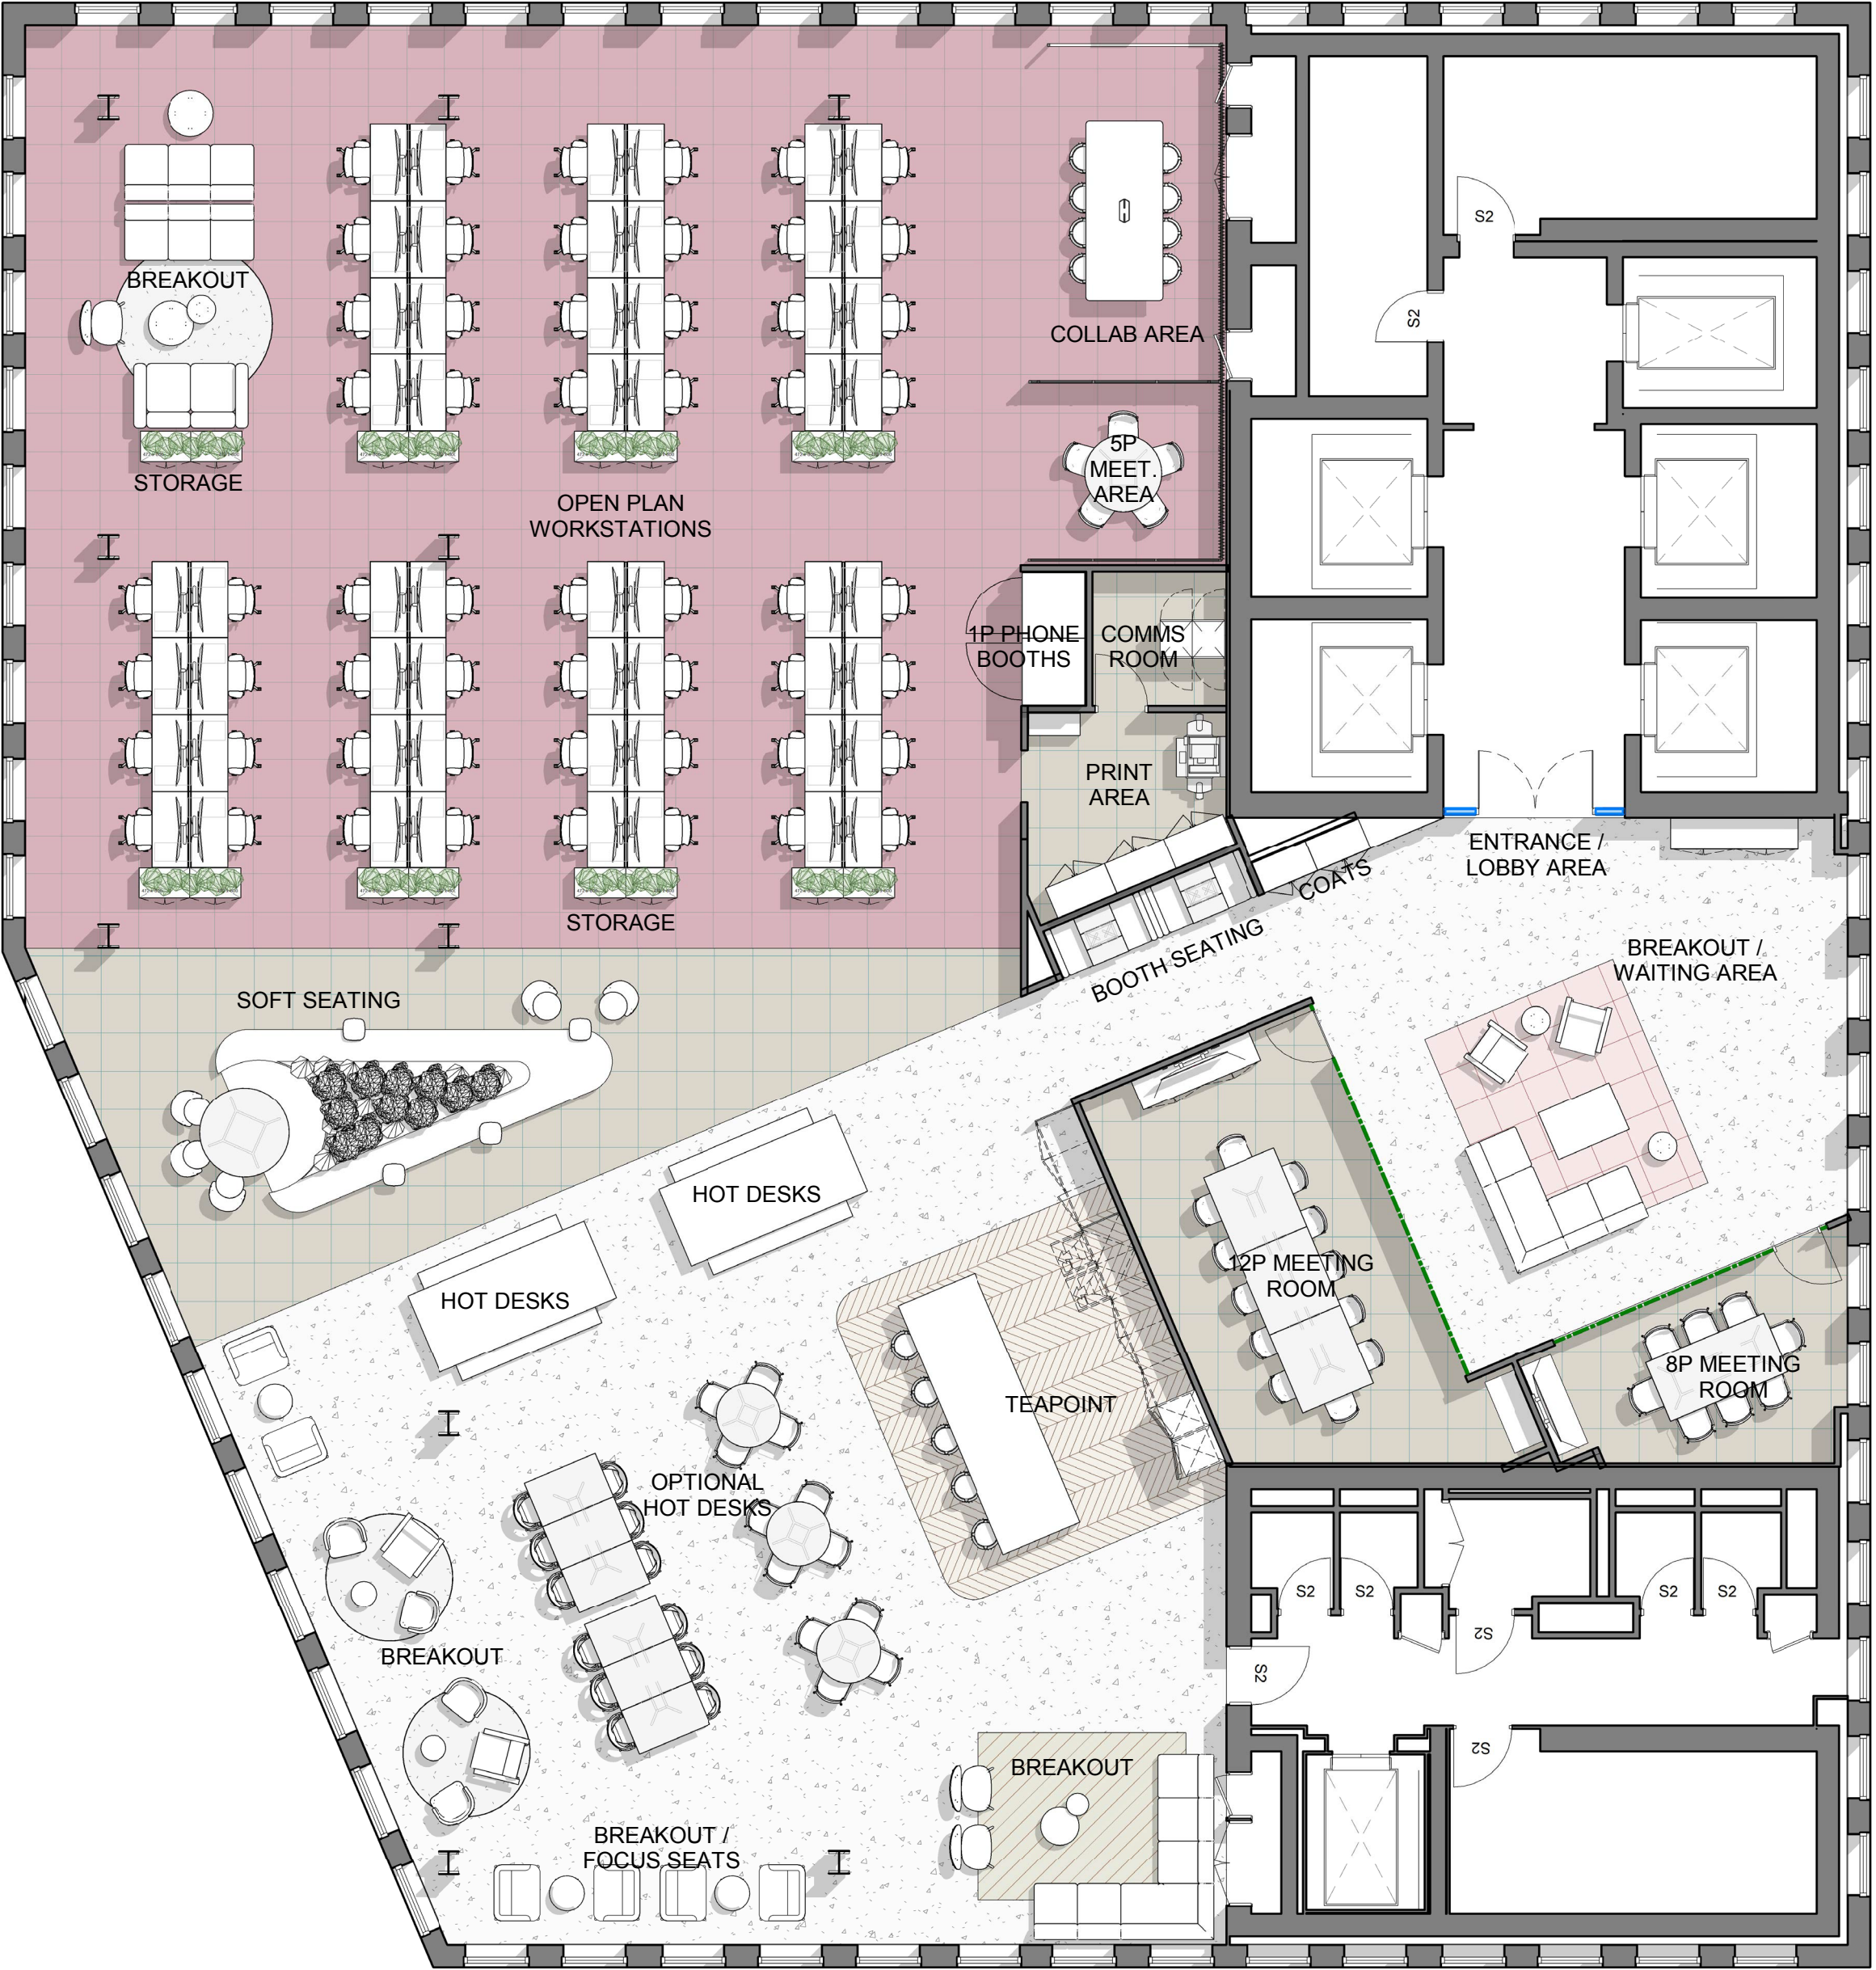 S2
BREAKOUT
S2
COLLAB AREA
5P
MEET.
AREA
STORAGE
OPEN PLAN
WORKSTATIONS
1P PHONE
BOOTHS
COMMS
ROOM
PRINT
AREA
ENTRANCE /
LOBBY AREA
COATS
STORAGE
BOOTH SEATING
BREAKOUT /
WAITING AREA
SOFT SEATING
HOT DESKS
HOT DESKS
12P MEETING
ROOM
8P MEETING
ROOM
TEAPOINT
OPTIONAL
HOT DESKS
S2
S2
S2
S2
S2
BREAKOUT
S2
S2
BREAKOUT
BREAKOUT /
FOCUS SEATS